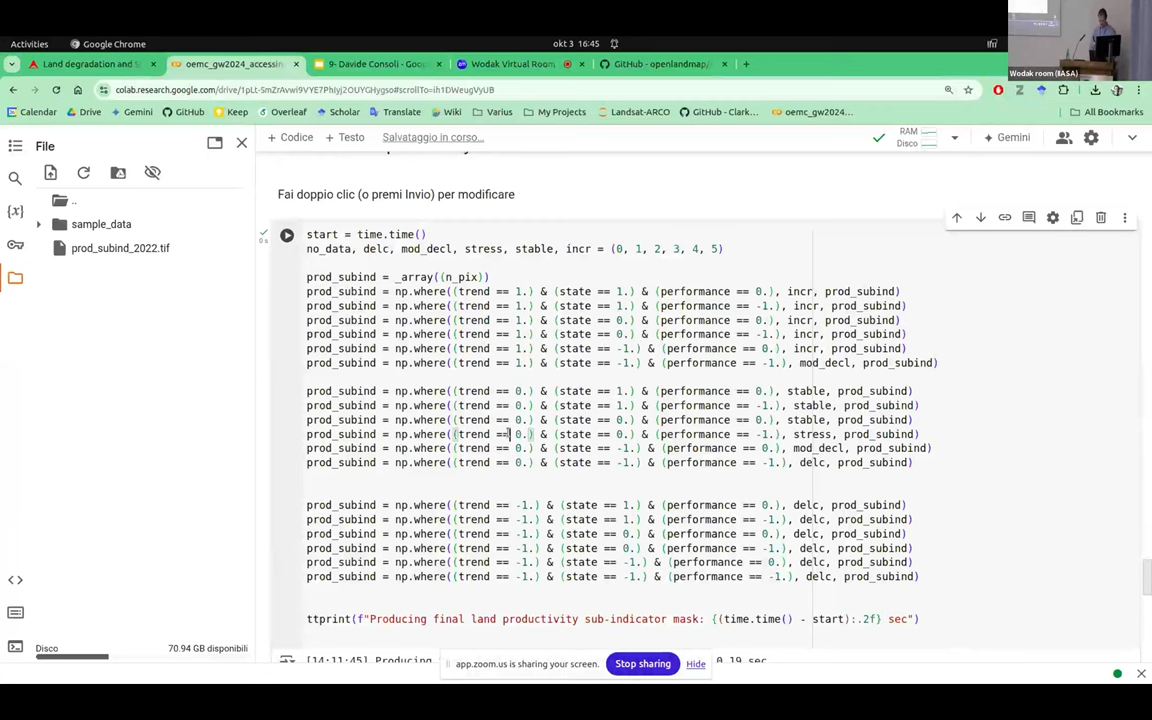 Activities
Google Chrome
okt 3 16:45
Land degradation and S
oemc_gw2024_accessing
9- Davide Consoli - Google
Wodak Virtual Room
GitHub - openlandmap/
Wodak room (IIASA)
Calendar
Drive
Gemini
GitHub
Keep
Overleaf
Scholar
Translate
Wiki
Varius
My Projects
Landsat-ARCO
GitHub - Clark...
oemc_gw2024...
All Bookmarks
File
+ Codice
+ Testo
Salvataggio in corso...
RAM
Disco
Gemini
..
sample_data
prod_subind_2022.tif
Fai doppio clic (o premi Invio) per modificare
0s
start = time.time()
no_data, delc, mod_decl, stress, stable, incr = (0, 1, 2, 3, 4, 5)
prod_subind = _array((n_pix))
prod_subind = np.where((trend == 1.) & (state == 1.) & (performance == 0.), incr, prod_subind)
prod_subind = np.where((trend == 1.) & (state == 1.) & (performance == -1.), incr, prod_subind)
prod_subind = np.where((trend == 1.) & (state == 0.) & (performance == 0.), incr, prod_subind)
prod_subind = np.where((trend == 1.) & (state == 0.) & (performance == -1.), incr, prod_subind)
prod_subind = np.where((trend == 1.) & (state == -1.) & (performance == 0.), incr, prod_subind)
prod_subind = np.where((trend == 1.) & (state == -1.) & (performance == -1.), mod_decl, prod_subind)
prod_subind = np.where((trend == 0.) & (state == 1.) & (performance == 0.), stable, prod_subind)
prod_subind = np.where((trend == 0.) & (state == 1.) & (performance == -1.), stable, prod_subind)
prod_subind = np.where((trend == 0.) & (state == 0.) & (performance == 0.), stable, prod_subind)
prod_subind = np.where((trend == 0.) & (state == 0.) & (performance == -1.), stress, prod_subind)
prod_subind = np.where((trend == 0.) & (state == -1.) & (performance == 0.), mod_decl, prod_subind)
prod_subind = np.where((trend == 0.) & (state == -1.) & (performance == -1.), delc, prod_subind)
prod_subind = np.where((trend == -1.) & (state == 1.) & (performance == 0.), delc, prod_subind)
prod_subind = np.where((trend == -1.) & (state == 1.) & (performance == -1.), delc, prod_subind)
prod_subind = np.where((trend == -1.) & (state == 0.) & (performance == 0.), delc, prod_subind)
prod_subind = np.where((trend == -1.) & (state == 0.) & (performance == -1.), delc, prod_subind)
prod_subind = np.where((trend == -1.) & (state == -1.) & (performance == 0.), delc, prod_subind)
prod_subind = np.where((trend == -1.) & (state == -1.) & (performance == -1.), delc, prod_subind)
ttprint(f"Producing final land productivity sub-indicator mask: {(time.time() - start):.2f} sec")
[14:11:45] Producing
0.19 sec
Disco
70.94 GB disponibili
app.zoom.us is sharing your screen.
Stop sharing
Hide